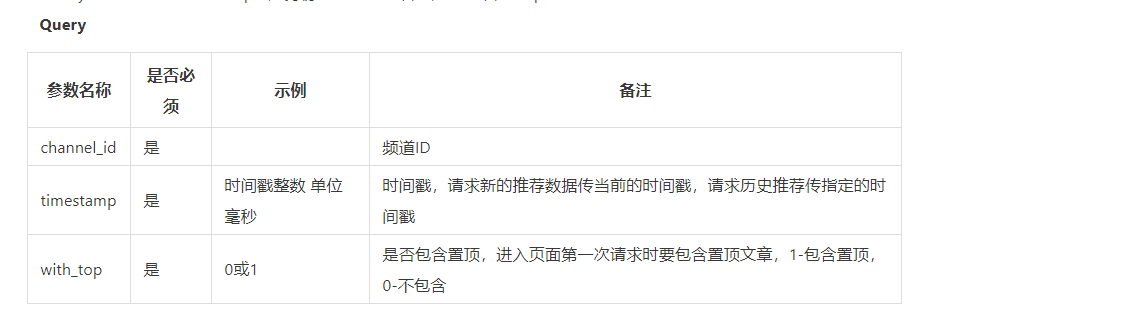 Query
参数名称 是否必须 示例 备注
channel_id 是 频道ID
timestamp 是 时间戳整数 单位毫秒 时间戳，请求新的推荐数据传当前的时间戳，请求历史推荐传指定的时间戳
with_top 是 0或1 是否包含置顶，进入页面第一次请求时要包含置顶文章，1-包含置顶，0-不包含